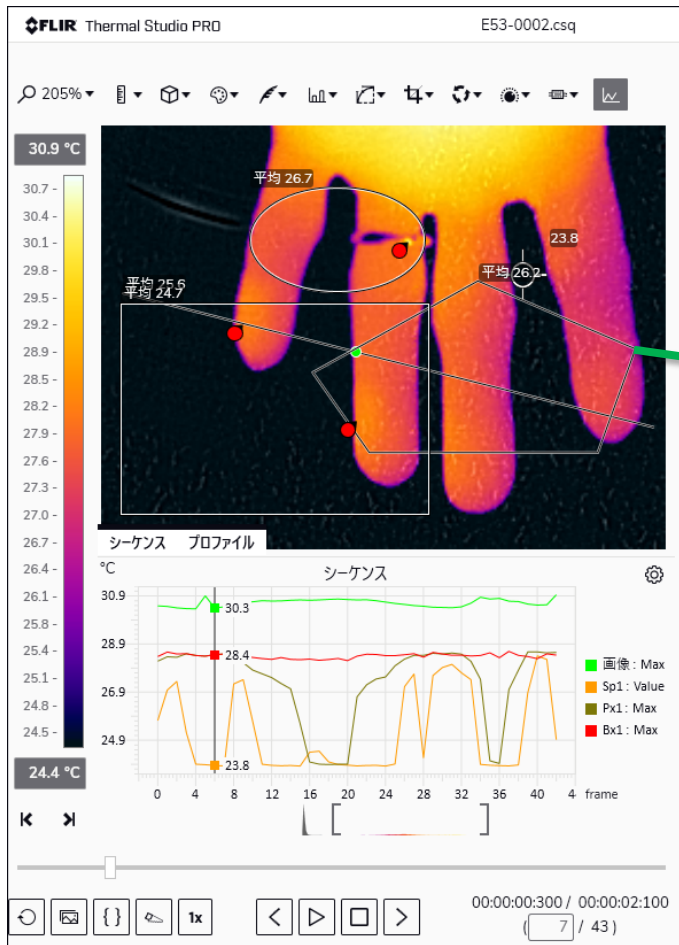 FLIR Thermal Studio PRO
E53-0002.csq
205%
30.9 °C
30.7 -
30.4 -
30.1 -
29.8 -
29.5 -
29.2 -
28.9 -
28.5 -
28.2 -
27.9 -
27.6 -
27.3 -
27.0 -
26.7 -
26.4 -
26.1 -
25.8 -
25.5 -
25.1 -
24.8 -
24.5 -
24.4 °C
平均 26.7
23.8
平均 26.2
平均 25.6
平均 24.7
シーケンス プロファイル
°C
シーケンス
30.9
28.9
26.9
24.9
30.3
28.4
23.8
0 4 8 12 16 20 24 28 32 36 40 4 frame
画像 : Max
Sp1 : Value
Px1 : Max
Bx1 : Max
{ }
1x
00:00:00:300 / 00:00:02:100
( 7 / 43 )